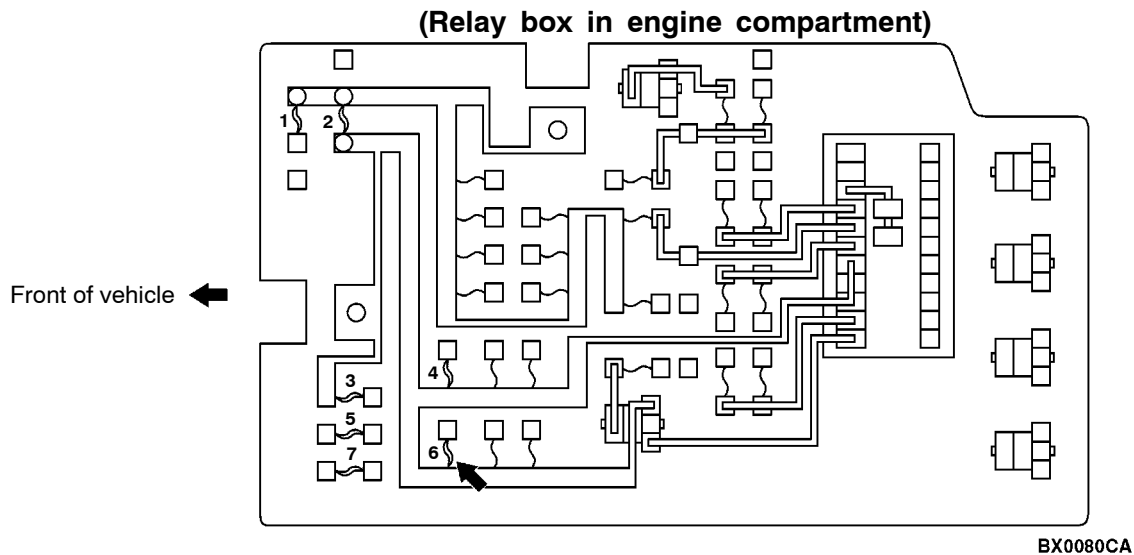 (Relay box in engine compartment)
1
2
Front of vehicle
4
3
5
6
7
BX0080CA